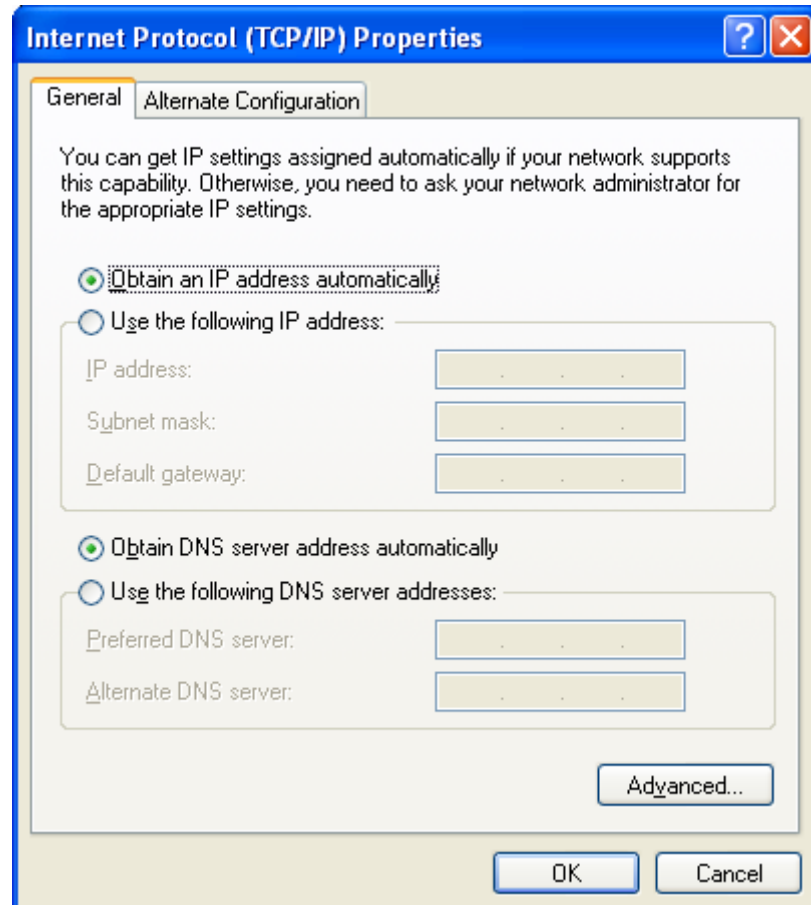 Internet Protocol (TCP/IP) Properties
General
Alternate Configuration
You can get IP settings assigned automatically if your network supports
this capability. Otherwise, you need to ask your network administrator for
the appropriate IP settings.
Obtain an IP address automatically
Use the following IP address:
IP address:
Subnet mask:
Default gateway:
Obtain DNS server address automatically
Use the following DNS server addresses:
Preferred DNS server:
Alternate DNS server:
Advanced...
OK
Cancel